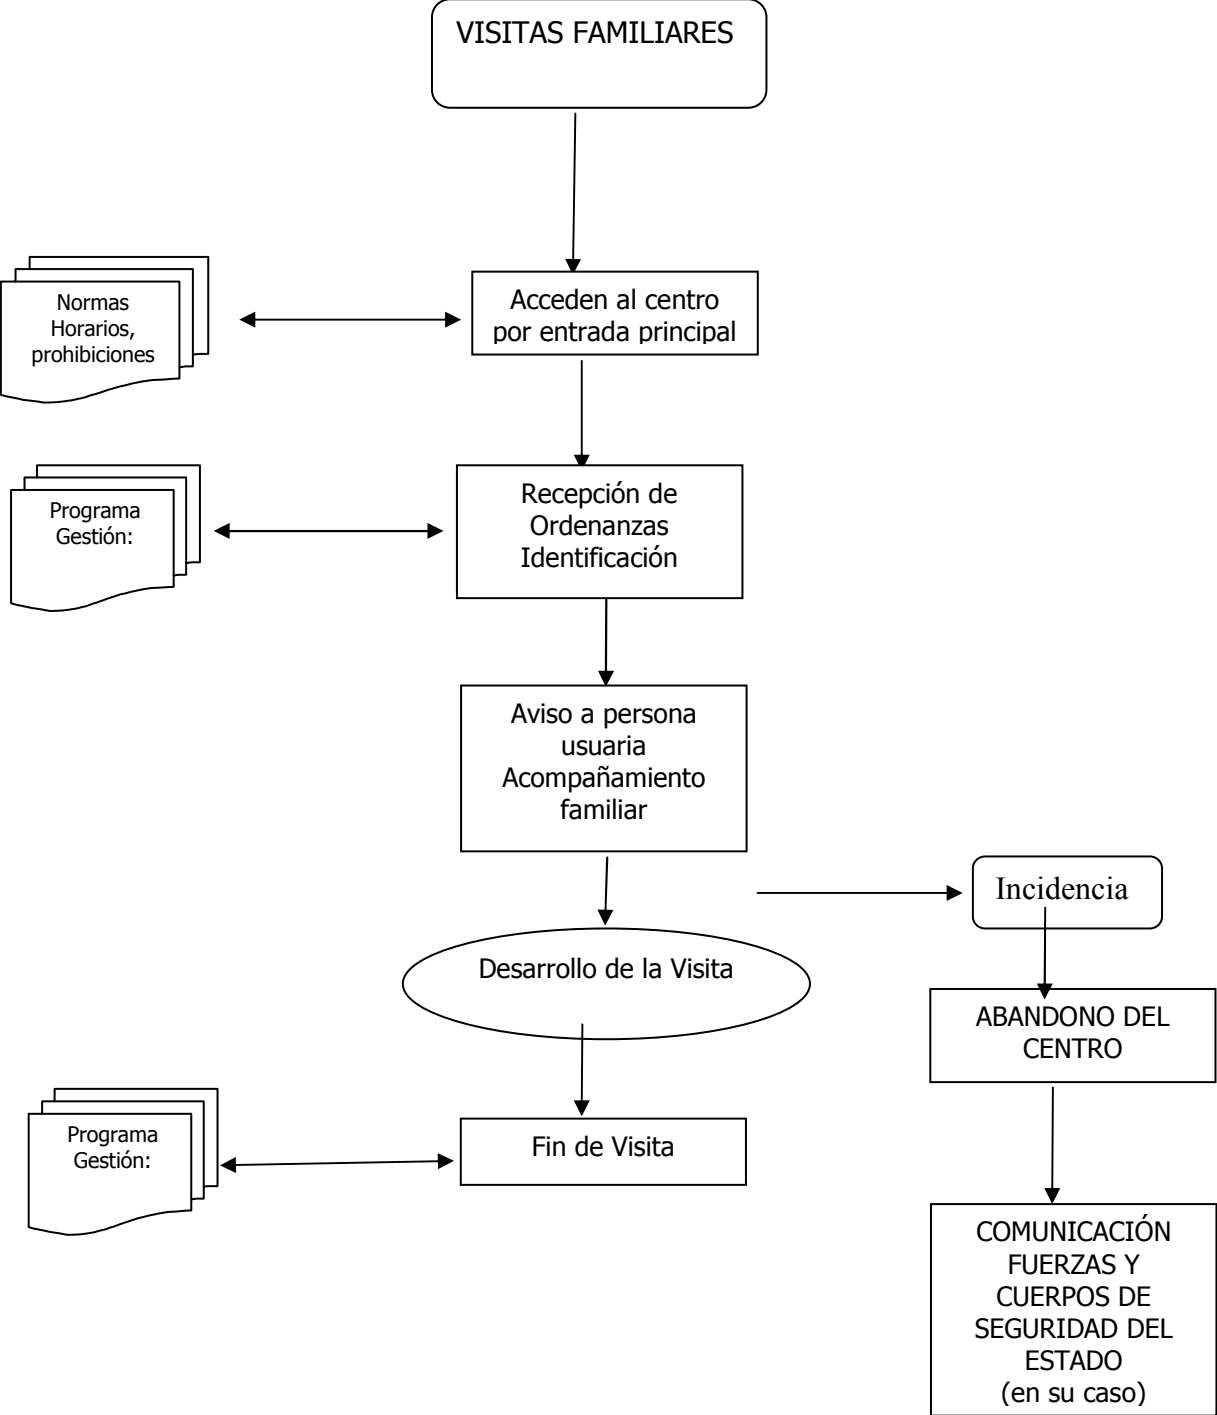 VISITAS FAMILIARES
Normas
Horarios,
prohibiciones
Acceden al centro
por entrada principal
Programa
Gestión:
Recepción de
Ordenanzas
Identificación
Aviso a persona
usuaria
Acompañamiento
familiar
Incidencia
Desarrollo de la Visita
ABANDONO DEL
CENTRO
Programa
Gestión:
Fin de Visita
COMUNICACIÓN
FUERZAS Y
CUERPOS DE
SEGURIDAD DEL
ESTADO
(en su caso)